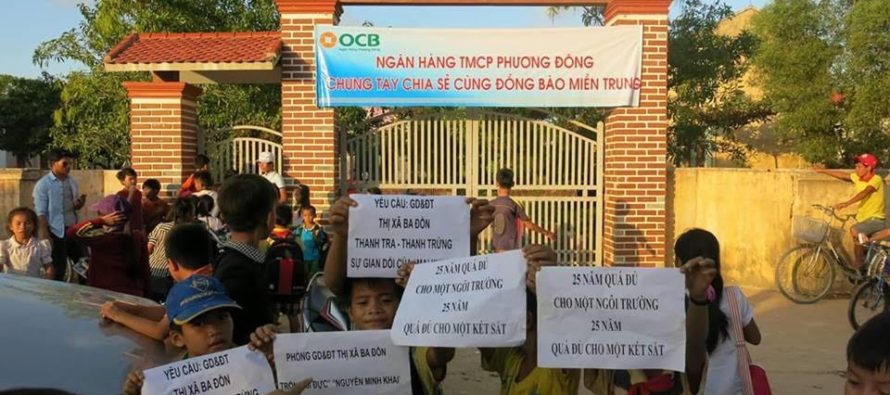 OCB
NGÂN HÀNG TMCP PHƯƠNG ĐÔNG
CHUNG TAY CHIA SẺ CÙNG ĐỒNG BÀO MIỀN TRUNG
YÊU CẦU: GD&ĐT
THỊ XÃ BA ĐỒN
THANH TRA - THANH TRỪNG
SỰ GIAN DỐI CỦA
25 NĂM QUÁ ĐỦ
CHO MỘT NGÔI TRƯỜNG
25 NĂM
QUÁ ĐỦ CHO MỘT KÉT SẮT
25 NĂM QUÁ ĐỦ
CHO MỘT NGÔI TRƯỜNG
25 NĂM
QUÁ ĐỦ CHO MỘT KÉT SẮT
YÊU CẦU: GD&ĐT
THỊ XÃ BA ĐỒN
PHÒNG GD&ĐT THỊ XÃ BA ĐỒN
ĐỨC" "NGUYỄN MINH KHAI